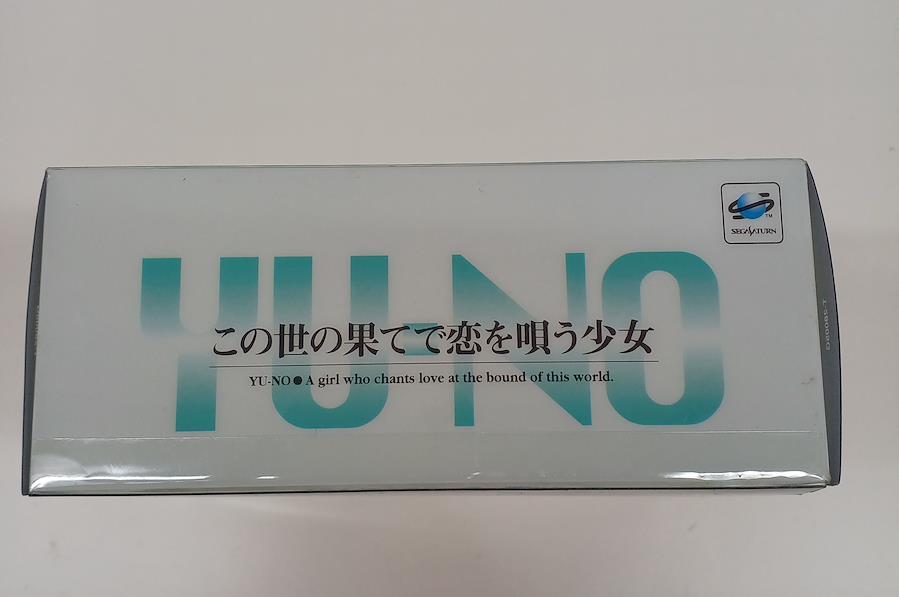 TM
SEGA SATURN
YU-NO
この世の果てで恋を唄う少女
YU-NO●A girl who chants love at the bound of this world.